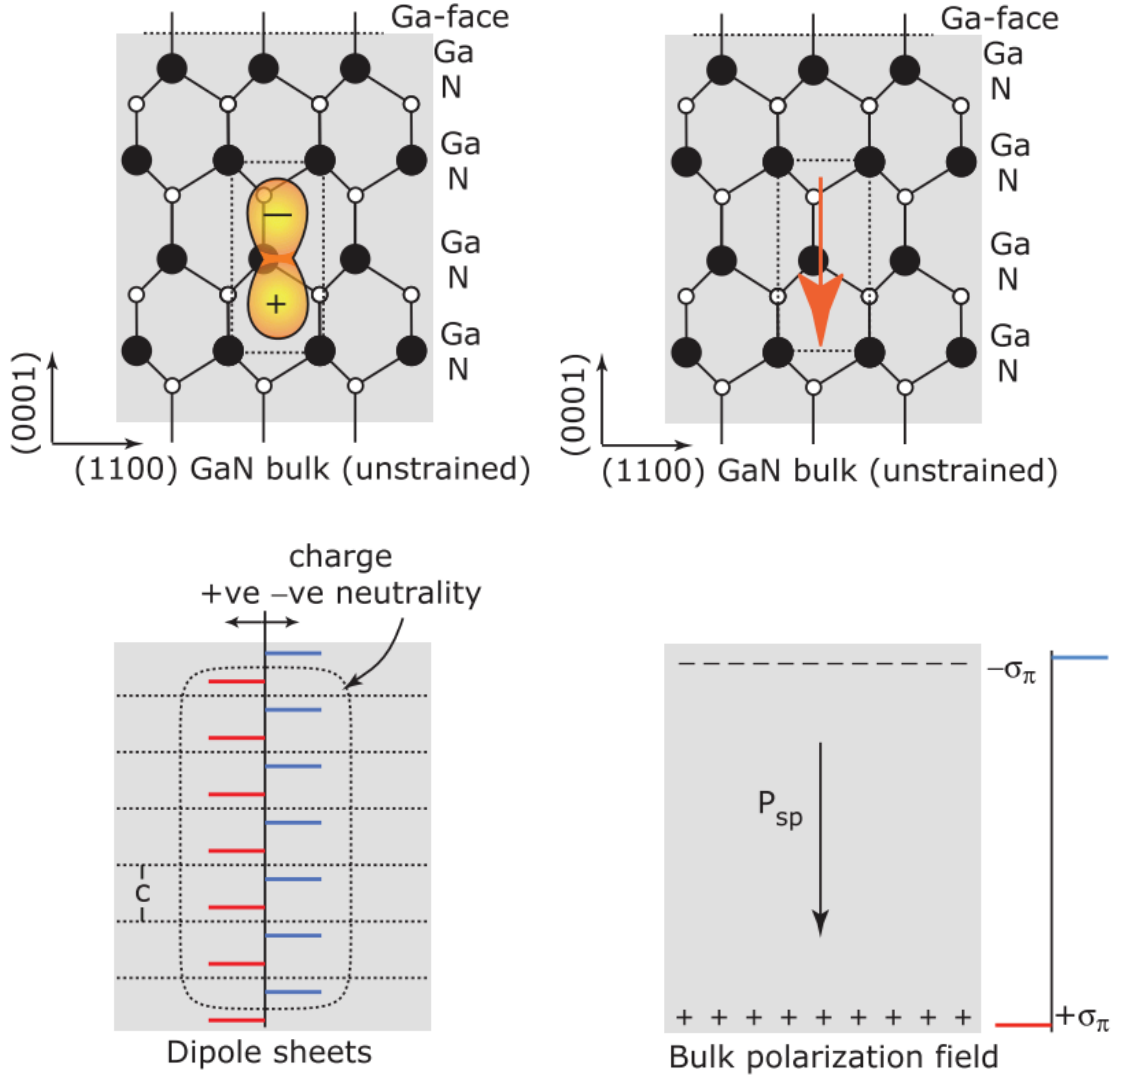 Ga-face
Ga
N
Ga
N
Ga
N
Ga
N
−
+
(0001)
(1100) GaN bulk (unstrained)
Ga-face
Ga
N
Ga
N
Ga
N
Ga
N
(0001)
(1100) GaN bulk (unstrained)
charge
+ve –ve neutrality
c
Dipole sheets
− − − − − − − − − − − −
−σπ
Psp
+ + + + + + + + +
+σπ
Bulk polarization field